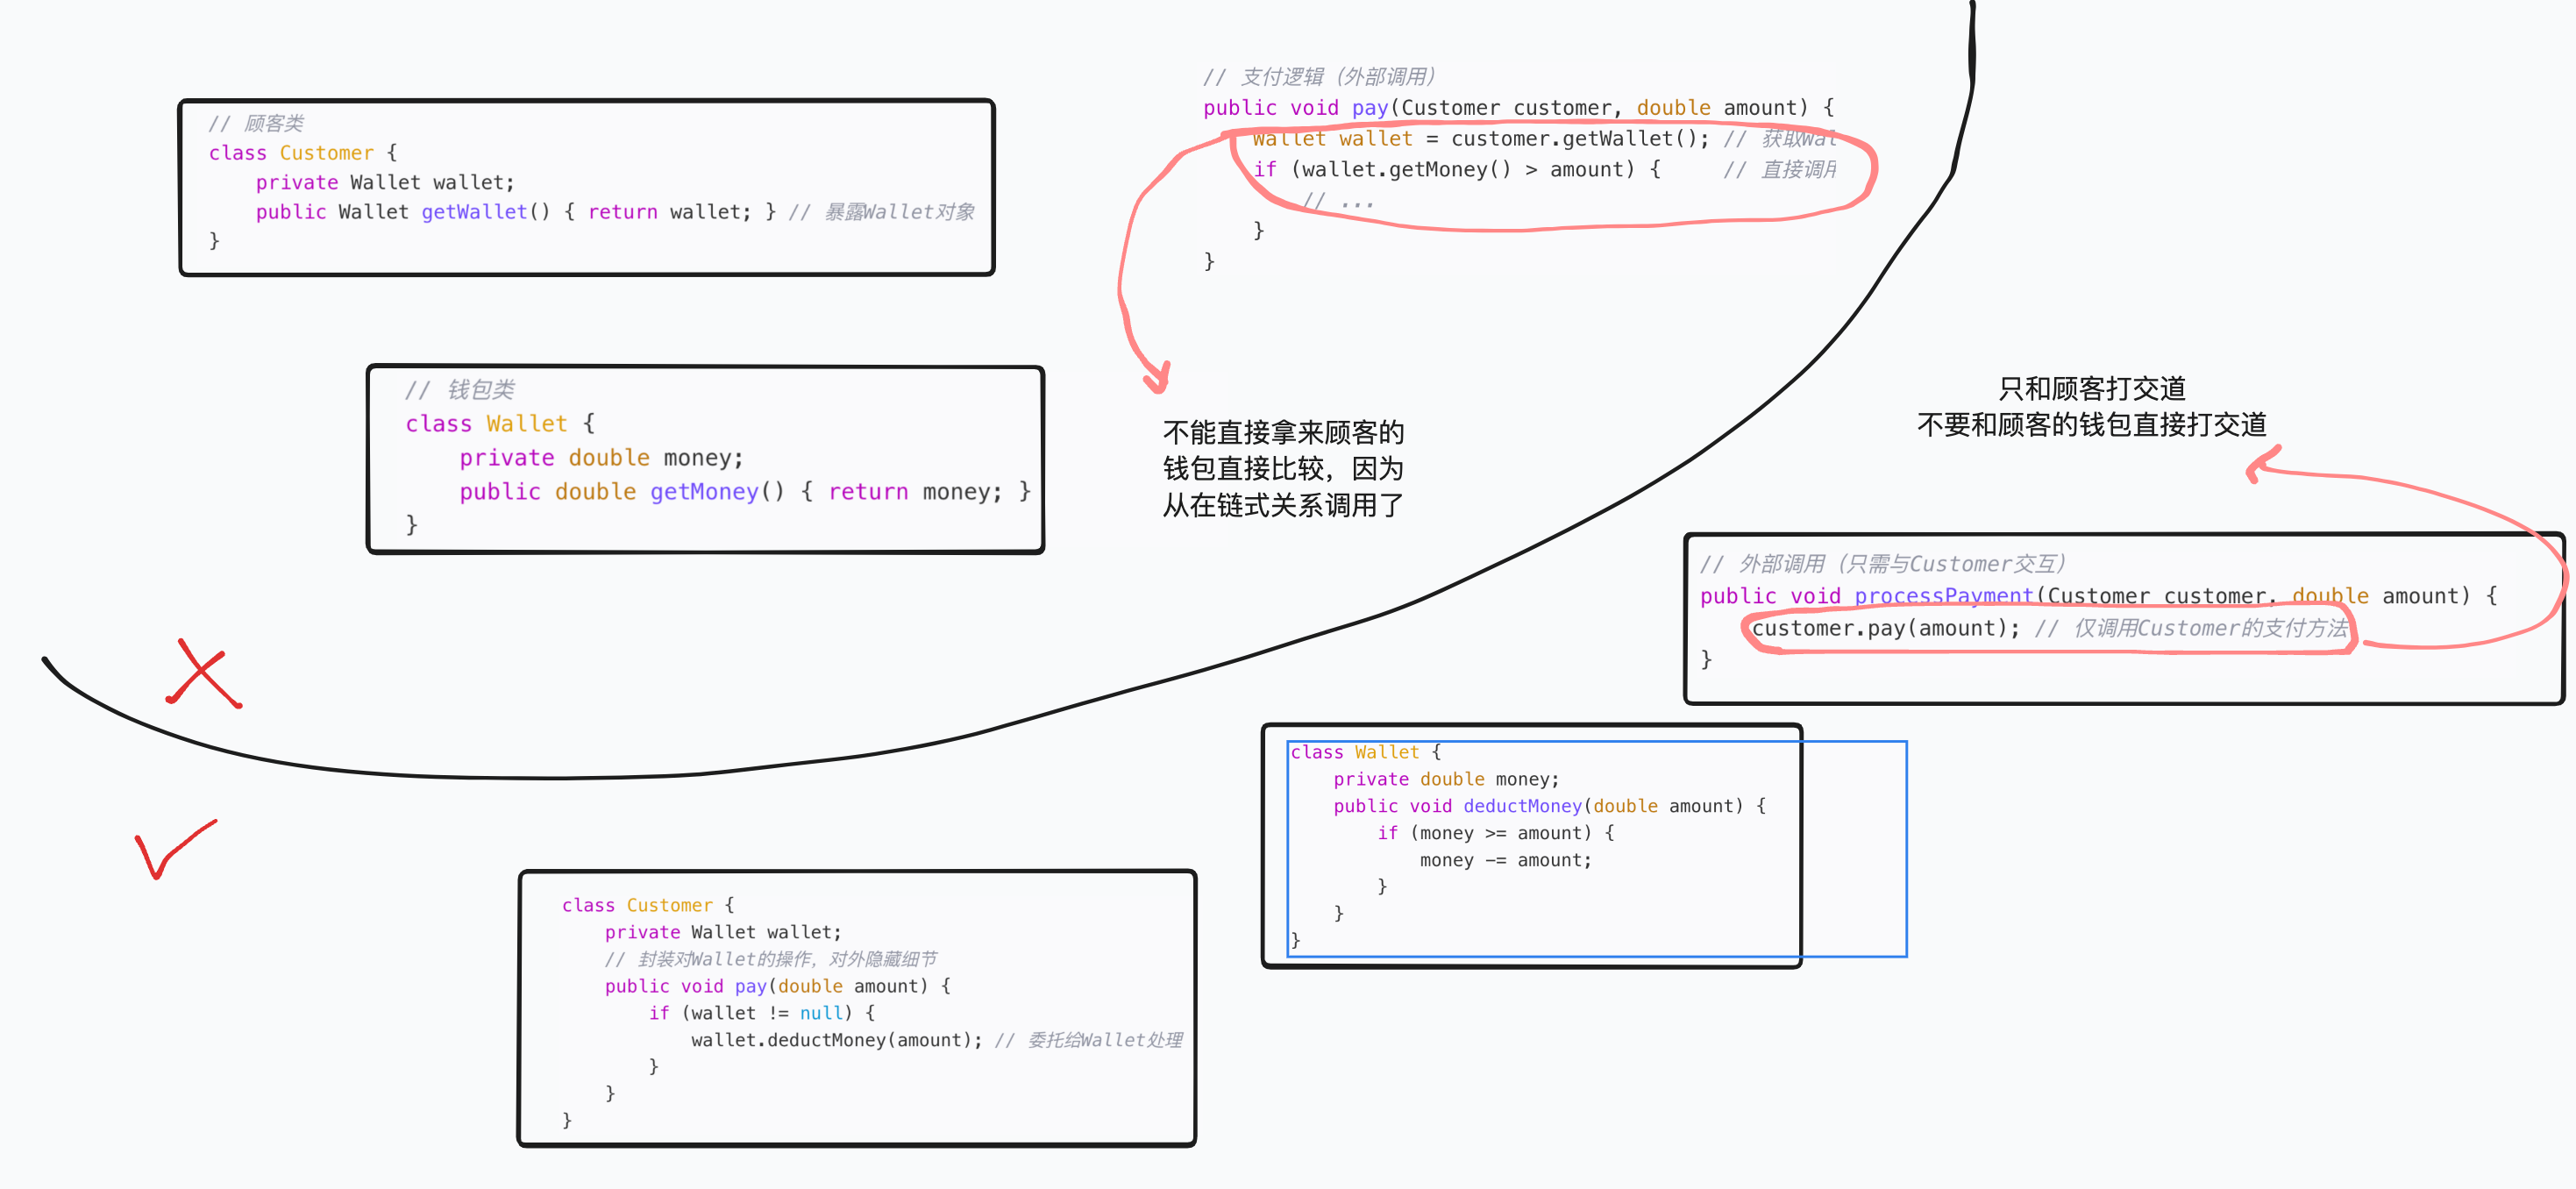 // 顾客类
class Customer {
    private Wallet wallet;
    public Wallet getWallet() { return wallet; } // 暴露Wallet对象
}
// 支付逻辑（外部调用）
public void pay(Customer customer, double amount) {
    Wallet wallet = customer.getWallet(); // 获取Wal
    if (wallet.getMoney() > amount) {     // 直接调用
        // ...
    }
}
// 钱包类
class Wallet {
    private double money;
    public double getMoney() { return money; }
}
不能直接拿来顾客的
钱包直接比较，因为
从在链式关系调用了
只和顾客打交道
不要和顾客的钱包直接打交道
// 外部调用（只需与Customer交互）
public void processPayment(Customer customer, double amount) {
    customer.pay(amount); // 仅调用Customer的支付方法
}
class Wallet {
    private double money;
    public void deductMoney(double amount) {
        if (money >= amount) {
            money -= amount;
        }
    }
}
class Customer {
    private Wallet wallet;
    // 封装对Wallet的操作，对外隐藏细节
    public void pay(double amount) {
        if (wallet != null) {
            wallet.deductMoney(amount); // 委托给Wallet处理
        }
    }
}